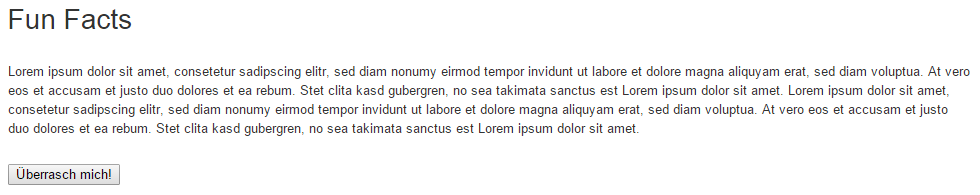 Fun Facts
Lorem ipsum dolor sit amet, consetetur sadipscing elitr, sed diam nonumy eirmod tempor invidunt ut labore et dolore magna aliquyam erat, sed diam voluptua. At vero
eos et accusam et justo duo dolores et ea rebum. Stet clita kasd gubergren, no sea takimata sanctus est Lorem ipsum dolor sit amet. Lorem ipsum dolor sit amet,
consetetur sadipscing elitr, sed diam nonumy eirmod tempor invidunt ut labore et dolore magna aliquyam erat, sed diam voluptua. At vero eos et accusam et justo
duo dolores et ea rebum. Stet clita kasd gubergren, no sea takimata sanctus est Lorem ipsum dolor sit amet.
Überrasch mich!